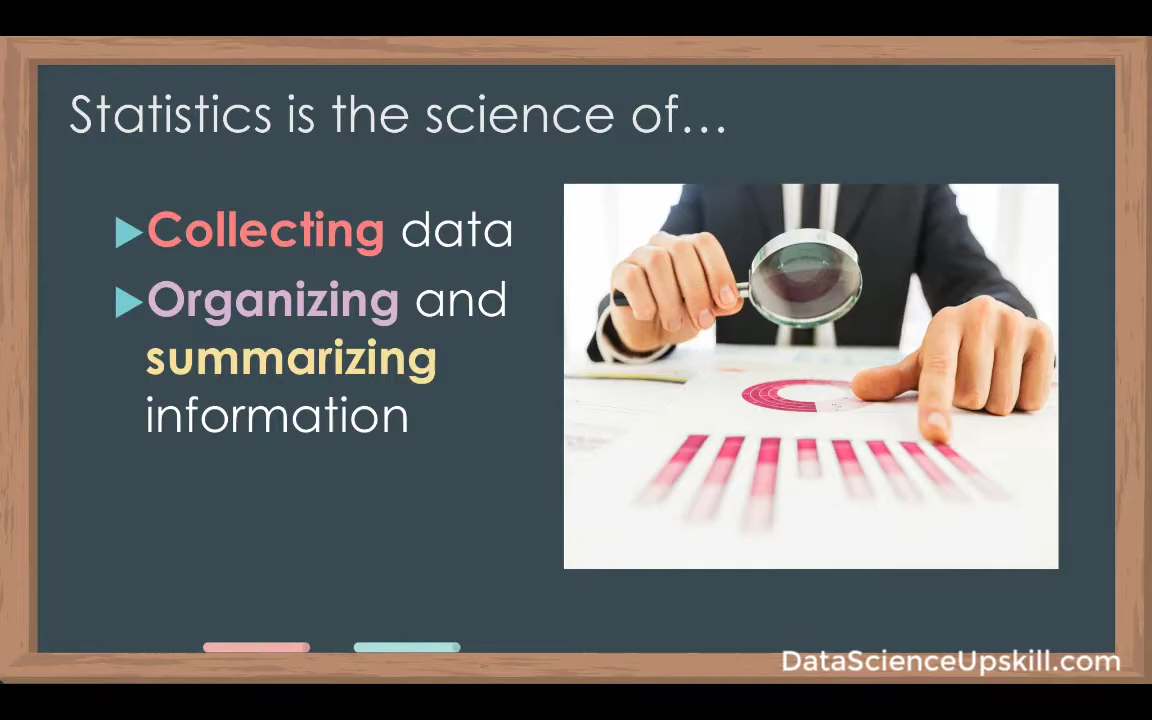 Statistics is the science of...
Collecting data
Organizing and
summarizing
information
DataScienceUpskill.com